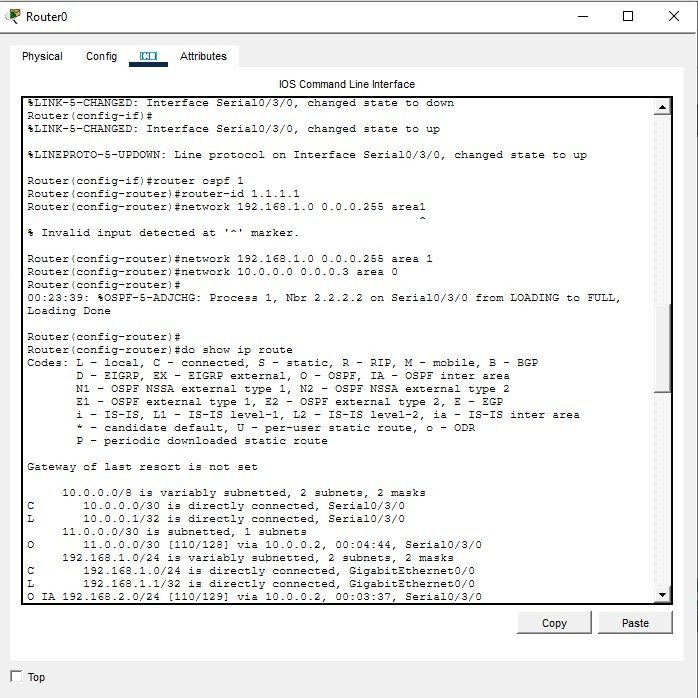 Router0
Physical Config CLI Attributes
IOS Command Line Interface
%LINK-5-CHANGED: Interface Serial0/3/0, changed state to down
Router(config-if)#
%LINK-5-CHANGED: Interface Serial0/3/0, changed state to up
%LINEPROTO-5-UPDOWN: Line protocol on Interface Serial0/3/0, changed state to up
Router(config-if)#router ospf 1
Router(config-router)#router-id 1.1.1.1
Router(config-router)#network 192.168.1.0 0.0.0.255 area1
^
% Invalid input detected at '^' marker.
Router(config-router)#network 192.168.1.0 0.0.0.255 area 1
Router(config-router)#network 10.0.0.0 0.0.0.3 area 0
Router(config-router)#
00:23:39: %OSPF-5-ADJCHG: Process 1, Nbr 2.2.2.2 on Serial0/3/0 from LOADING to FULL,
Loading Done
Router(config-router)#
Router(config-router)#do show ip route
Codes: L - local, C - connected, S - static, R - RIP, M - mobile, B - BGP
D - EIGRP, EX - EIGRP external, O - OSPF, IA - OSPF inter area
N1 - OSPF NSSA external type 1, N2 - OSPF NSSA external type 2
E1 - OSPF external type 1, E2 - OSPF external type 2, E - EGP
i - IS-IS, L1 - IS-IS level-1, L2 - IS-IS level-2, ia - IS-IS inter area
* - candidate default, U - per-user static route, o - ODR
P - periodic downloaded static route
Gateway of last resort is not set
10.0.0.0/8 is variably subnetted, 2 subnets, 2 masks
C 10.0.0.0/30 is directly connected, Serial0/3/0
L 10.0.0.1/32 is directly connected, Serial0/3/0
11.0.0.0/30 is subnetted, 1 subnets
O 11.0.0.0/30 [110/128] via 10.0.0.2, 00:04:44, Serial0/3/0
192.168.1.0/24 is variably subnetted, 2 subnets, 2 masks
C 192.168.1.0/24 is directly connected, GigabitEthernet0/0
L 192.168.1.1/32 is directly connected, GigabitEthernet0/0
O IA 192.168.2.0/24 [110/129] via 10.0.0.2, 00:03:37, Serial0/3/0
Copy Paste
Top